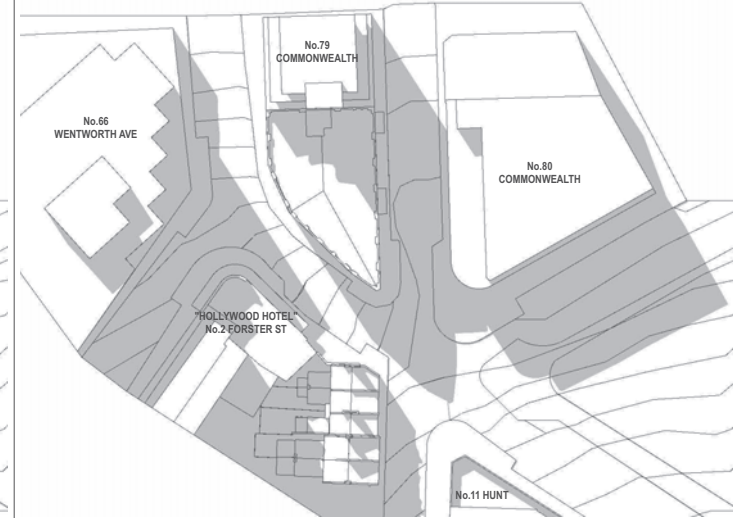 No.79
COMMONWEALTH
No.66
WENTWORTH AVE
No.80
COMMONWEALTH
"HOLLYWOOD HOTEL"
No.2 FORSTER ST
No.11 HUNT